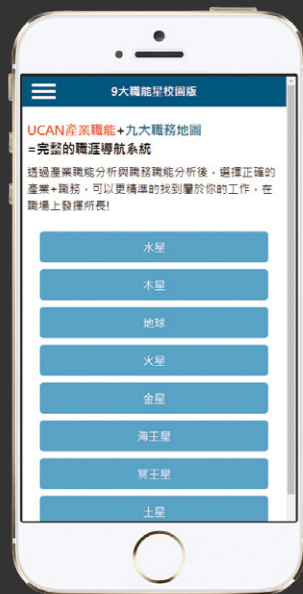 9大職能星校園版
UCAN產業職能+九大職務地圖
=完整的職涯導航系統
透過產業職能分析與職務職能分析後，選擇正確的
產業+職務，可以更精準的找到屬於你的工作，在
職場上發揮所長!
水星
木星
地球
火星
金星
海王星
冥王星
土星